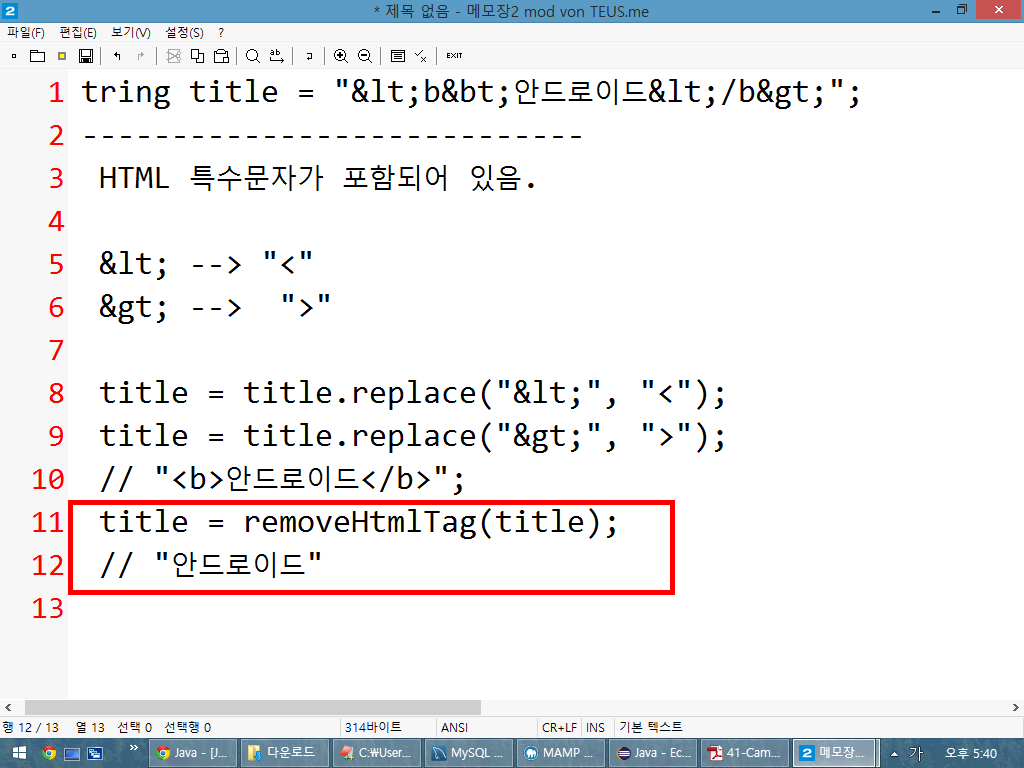 2 * 제목 없음 - 메모장2 mod von TEUS.me
파일(F) 편집(E) 보기(V) 설정(S) ?
EXIT
1 tring title = "&lt;b&bt;안드로이드&lt;/b&gt;";
2 ----------------------------
3 HTML 특수문자가 포함되어 있음.
4
5 &lt; --> "<"
6 &gt; -->  ">"
7
8 title = title.replace("&lt;", "<");
9 title = title.replace("&gt;", ">");
10 // "<b>안드로이드</b>";
11 title = removeHtmlTag(title);
12 // "안드로이드"
13
행 12 / 13 열 13 선택 0 선택행 0 314바이트 ANSI CR+LF INS 기본 텍스트
Java - [J... 다운로드 C:₩User... MySQL ... MAMP ... Java - Ec... 41-Cam... 2 메모장... 가 오후 5:40